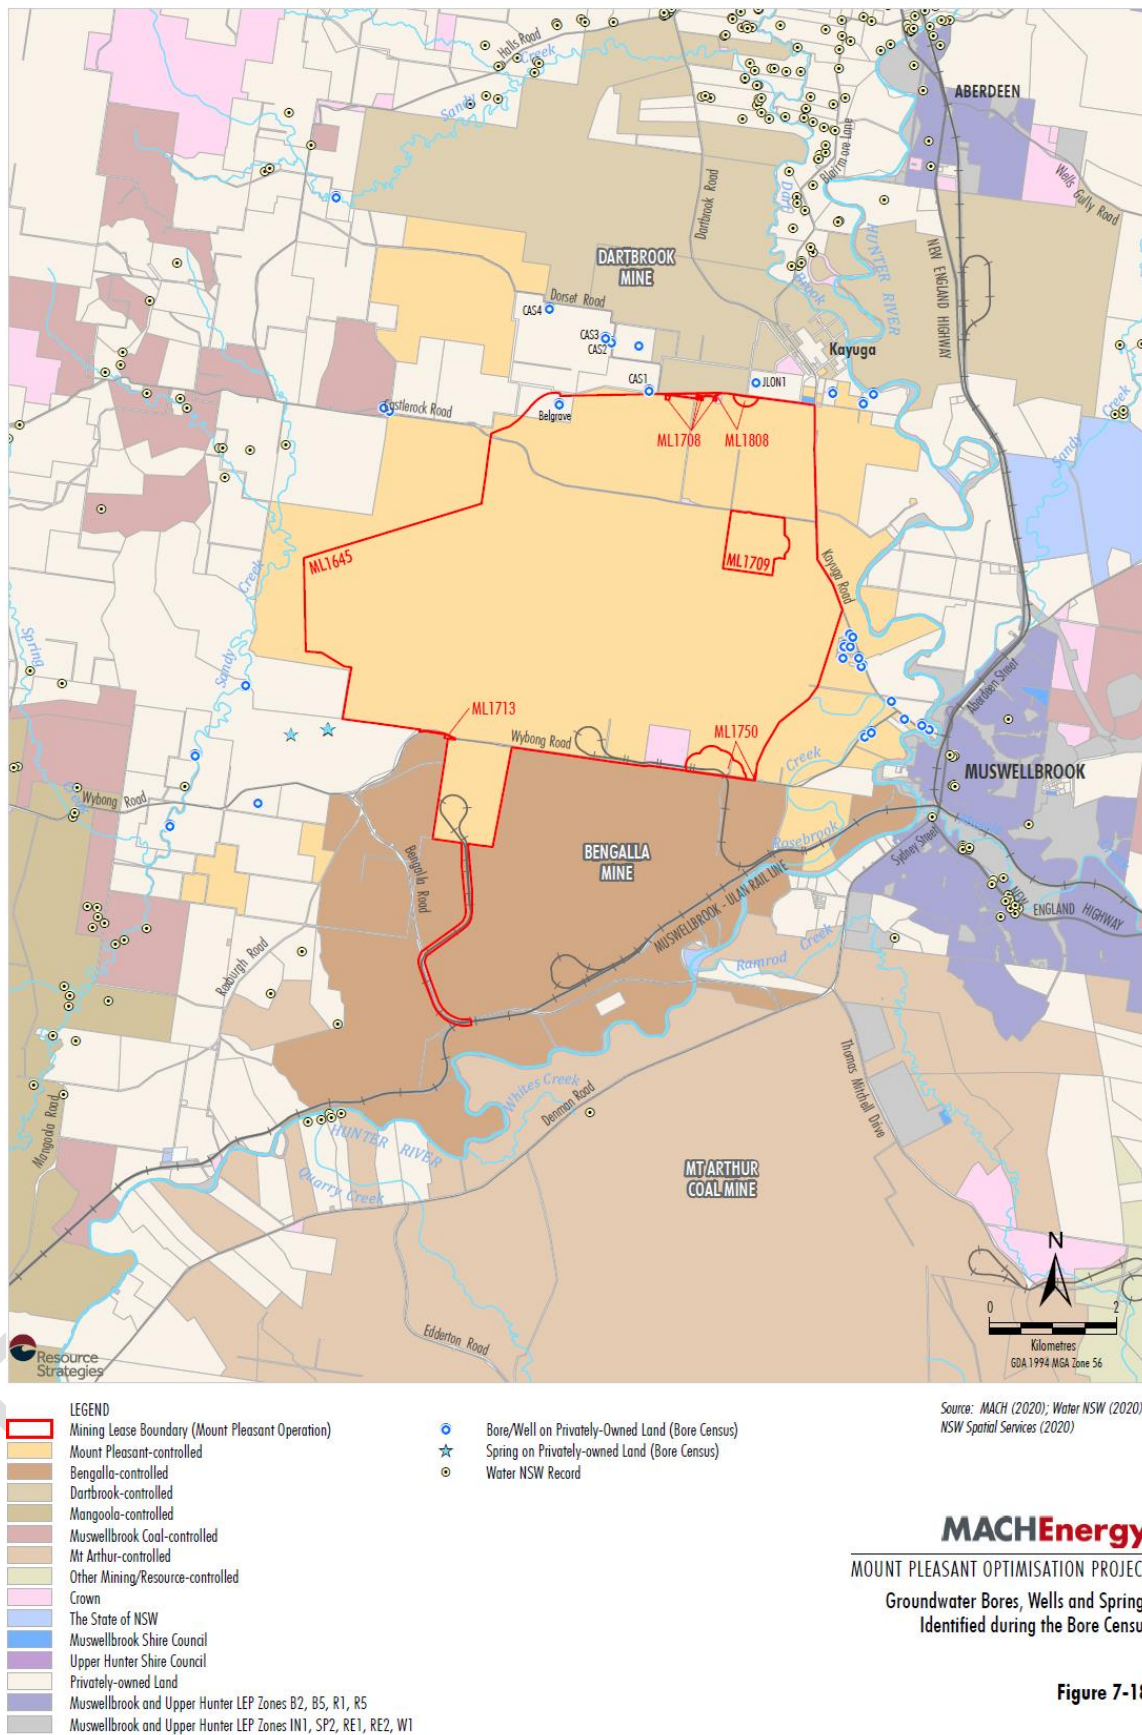 Halls Road
Creek
Sandy
ABERDEEN
Blairmore Lane
Wells Gully Road
Dartbrook Road
Dart
Brook
HUNTER RIVER
NEW ENGLAND HIGHWAY
DARTBROOK
MINE
Dorset Road
CAS4
CAS3
CAS2
Kayuga
CAS1
JLON1
Castlerock Road
Belgrave
Creek
Sandy
ML1708
ML1808
ML1645
ML1709
Kayuga Road
Creek
Sandy
Spring
Aberdeen Street
ML1713
Wybong Road
ML1750
Creek
MUSWELLBROOK
Wybong Road
Creek
Rosebrook
Sydney Street
BENGALLA
MINE
Bengalla Road
MUSWELLBROOK - ULAN RAIL LINE
NEW ENGLAND HIGHWAY
Roxburgh Road
Ramrod Creek
Thomas Mitchell Drive
Whites Creek
Denman Road
Mangoola Road
HUNTER RIVER
Quarry Creek
MT ARTHUR
COAL MINE
Edderton Road
N
0 2
Kilometres
GDA 1994 MGA Zone 56
Resource
Strategies
LEGEND
Mining Lease Boundary (Mount Pleasant Operation)
Mount Pleasant-controlled
Bengalla-controlled
Dartbrook-controlled
Mangoola-controlled
Muswellbrook Coal-controlled
Mt Arthur-controlled
Other Mining/Resource-controlled
Crown
The State of NSW
Muswellbrook Shire Council
Upper Hunter Shire Council
Privately-owned Land
Muswellbrook and Upper Hunter LEP Zones B2, B5, R1, R5
Muswellbrook and Upper Hunter LEP Zones IN1, SP2, RE1, RE2, W1
Bore/Well on Privately-Owned Land (Bore Census)
Spring on Privately-owned Land (Bore Census)
Water NSW Record
Source: MACH (2020); Water NSW (2020)
NSW Spatial Services (2020)
MACHEnergy
MOUNT PLEASANT OPTIMISATION PROJEC
Groundwater Bores, Wells and Spring
Identified during the Bore Censu
Figure 7-18